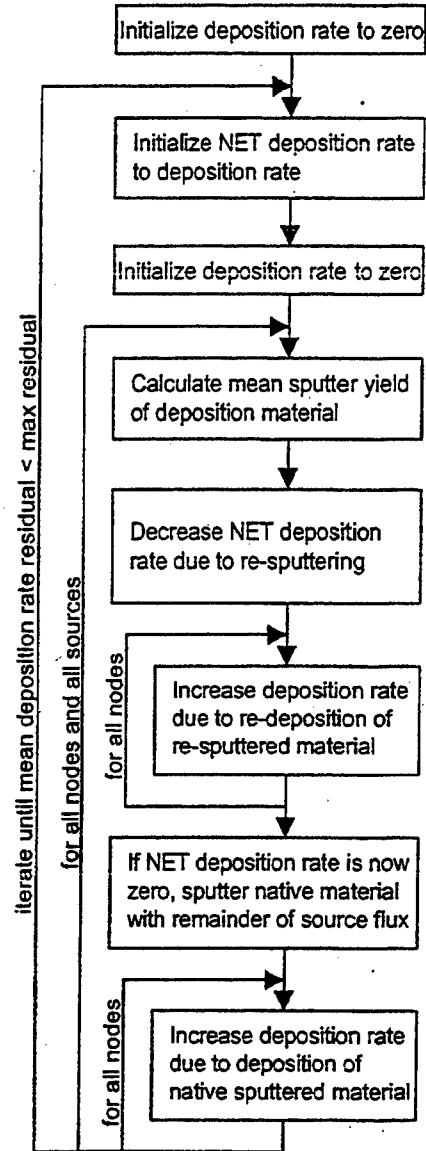 Initialize deposition rate to zero
Initialize NET deposition rate
to deposition rate
Initialize deposition rate to zero
Calculate mean sputter yield
of deposition material
Decrease NET deposition
rate due to re-sputtering
Increase deposition rate
due to re-deposition of
re-sputtered material
for all nodes
If NET deposition rate is now
zero, sputter native material
with remainder of source flux
Increase deposition rate
due to deposition of
native sputtered material
for all nodes
for all nodes and all sources
iterate until mean deposition rate residual < max residual